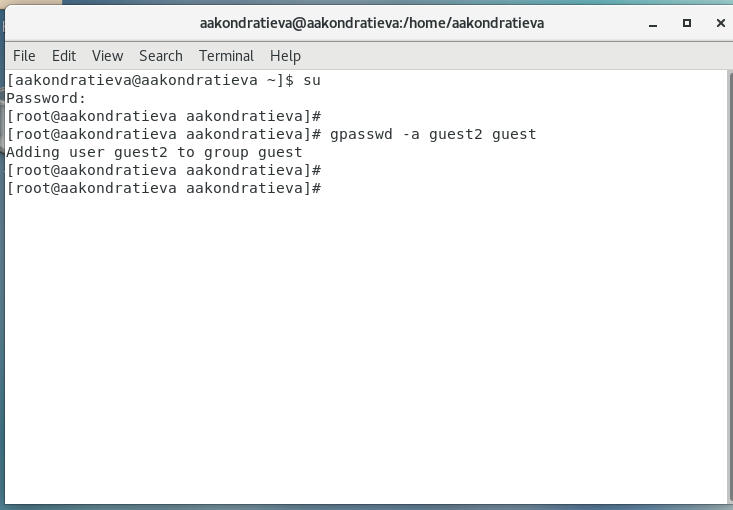 aakondratieva@aakondratieva:/home/aakondratieva
File Edit View Search Terminal Help
[aakondratieva@aakondratieva ~]$ su
Password:
[root@aakondratieva aakondratieva]#
[root@aakondratieva aakondratieva]# gpasswd -a guest2 guest
Adding user guest2 to group guest
[root@aakondratieva aakondratieva]#
[root@aakondratieva aakondratieva]#